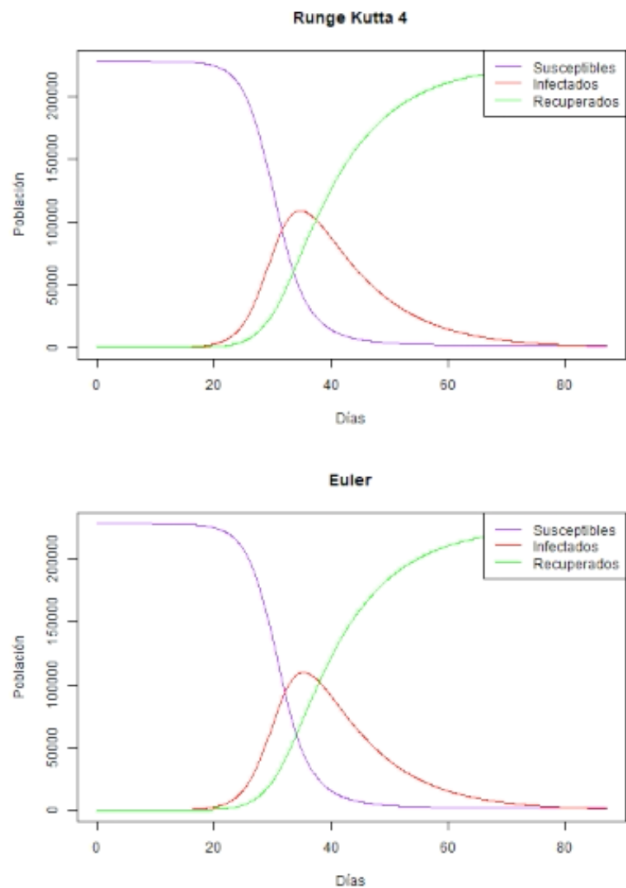 Runge Kutta 4
Susceptibles
Infectados
Recuperados
Población
200000
150000
100000
50000
0
0 20 40 60 80
Días
Euler
Susceptibles
Infectados
Recuperados
Población
200000
150000
100000
50000
0
0 20 40 60 80
Días